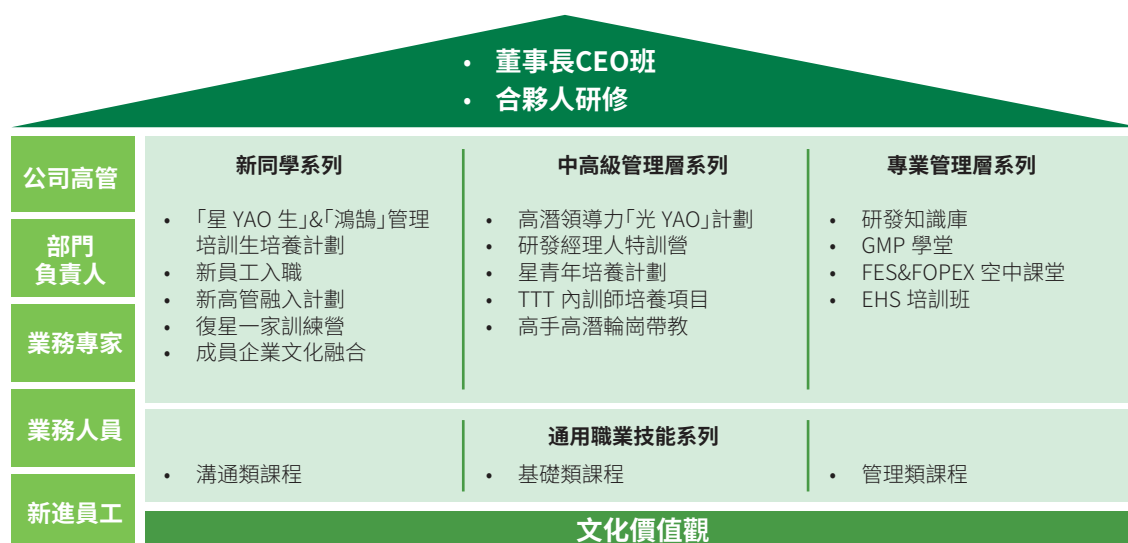 • 董事長CEO班
• 合夥人研修
公司高管
部門
負責人
業務專家
業務人員
新進員工
新同學系列
• 「星 YAO 生」&「鴻鵠」管理
培訓生培養計劃
• 新員工入職
• 新高管融入計劃
• 復星一家訓練營
• 成員企業文化融合
中高級管理層系列
• 高潛領導力「光 YAO」計劃
• 研發經理人特訓營
• 星青年培養計劃
• TTT 內訓師培養項目
• 高手高潛輪崗帶教
專業管理層系列
• 研發知識庫
• GMP 學堂
• FES&FOPEX 空中課堂
• EHS 培訓班
通用職業技能系列
• 溝通類課程
• 基礎類課程
• 管理類課程
文化價值觀